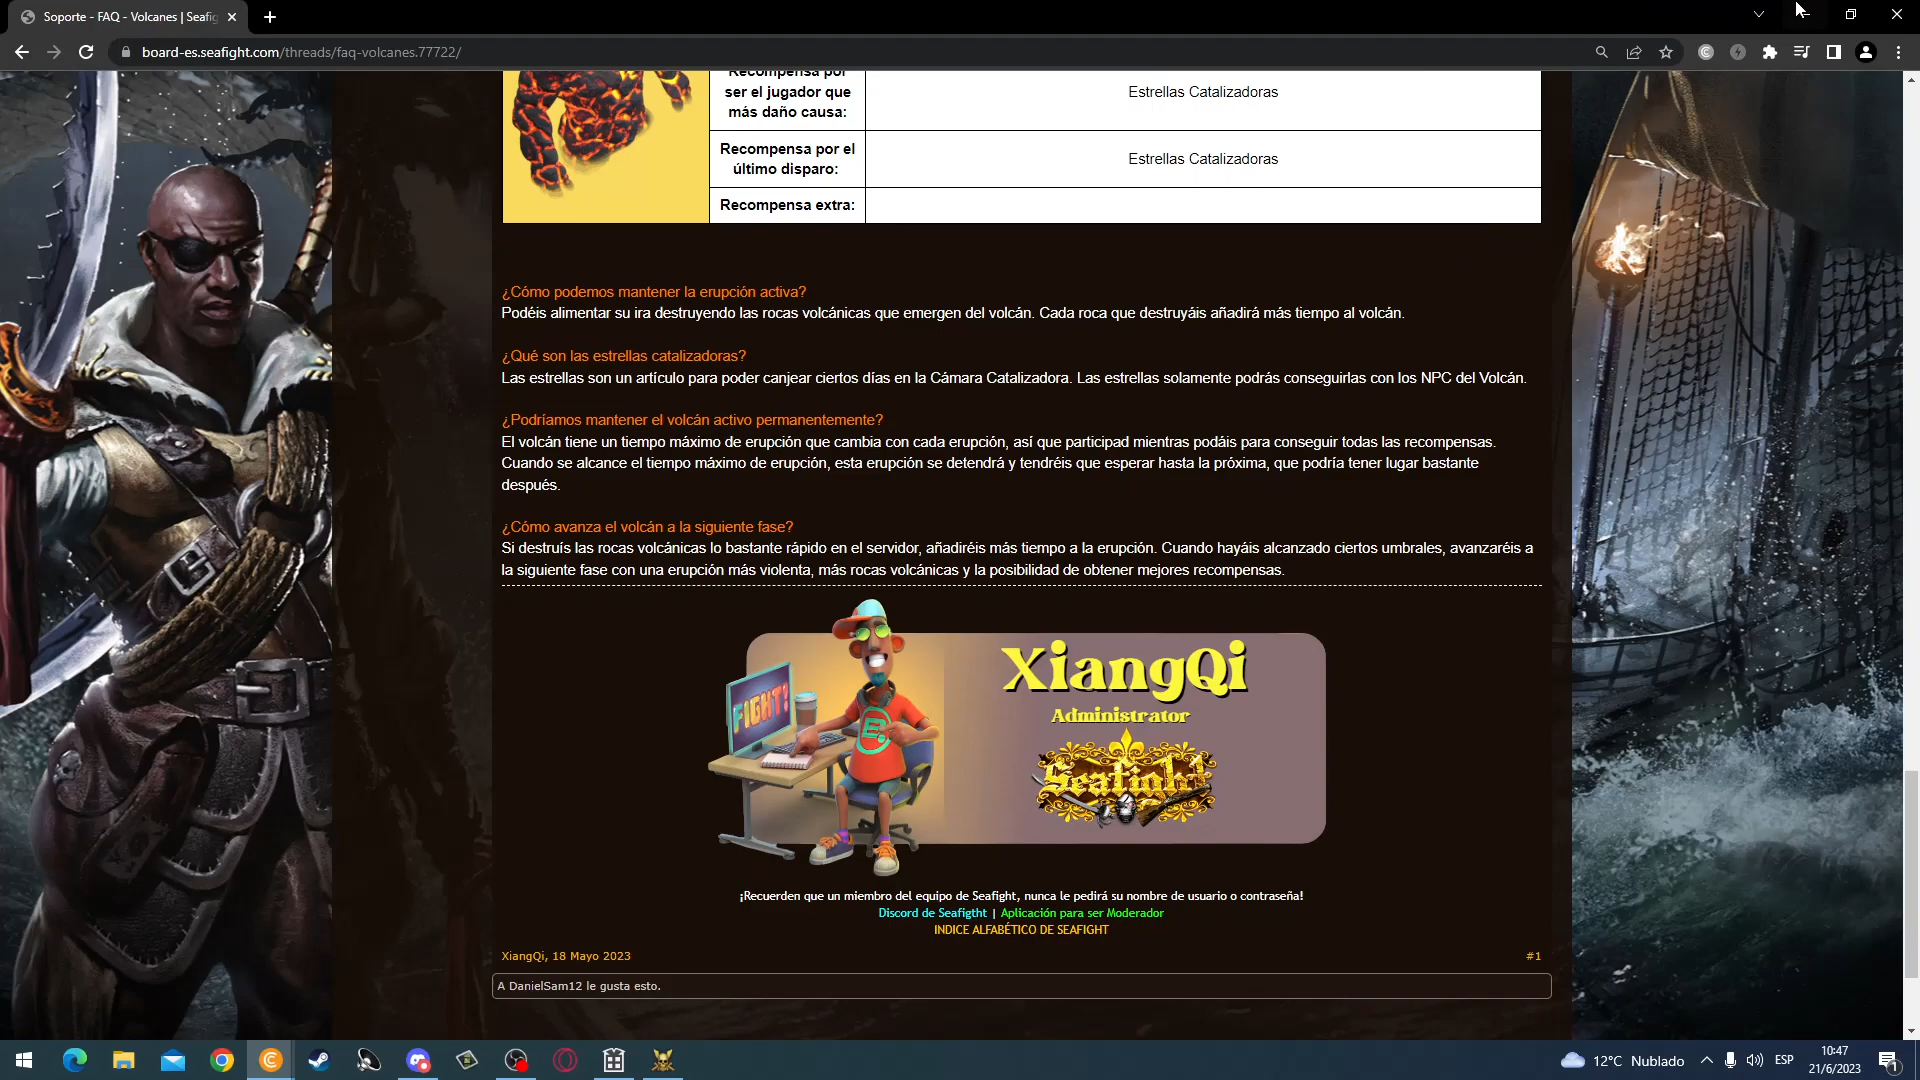 Soporte - FAQ - Volcanes | Seafig
board-es.seafight.com/threads/faq-volcanes.77722/
Recompensa por
ser el jugador que
más daño causa:
Estrellas Catalizadoras
Recompensa por el
último disparo:
Estrellas Catalizadoras
Recompensa extra:
¿Cómo podemos mantener la erupción activa?
Podéis alimentar su ira destruyendo las rocas volcánicas que emergen del volcán. Cada roca que destruyáis añadirá más tiempo al volcán.
¿Qué son las estrellas catalizadoras?
Las estrellas son un artículo para poder canjear ciertos días en la Cámara Catalizadora. Las estrellas solamente podrás conseguirlas con los NPC del Volcán.
¿Podríamos mantener el volcán activo permanentemente?
El volcán tiene un tiempo máximo de erupción que cambia con cada erupción, así que participad mientras podáis para conseguir todas las recompensas.
Cuando se alcance el tiempo máximo de erupción, esta erupción se detendrá y tendréis que esperar hasta la próxima, que podría tener lugar bastante
después.
¿Cómo avanza el volcán a la siguiente fase?
Si destruís las rocas volcánicas lo bastante rápido en el servidor, añadiréis más tiempo a la erupción. Cuando hayáis alcanzado ciertos umbrales, avanzaréis a
la siguiente fase con una erupción más violenta, más rocas volcánicas y la posibilidad de obtener mejores recompensas.
FIGHT!
XiangQi
Administrator
Seafight
¡Recuerden que un miembro del equipo de Seafight, nunca le pedirá su nombre de usuario o contraseña!
Discord de Seafigtht | Aplicación para ser Moderador
INDICE ALFABÉTICO DE SEAFIGHT
XiangQi, 18 Mayo 2023
#1
A DanielSam12 le gusta esto.
12°C Nublado
ESP
10:47
21/6/2023
1